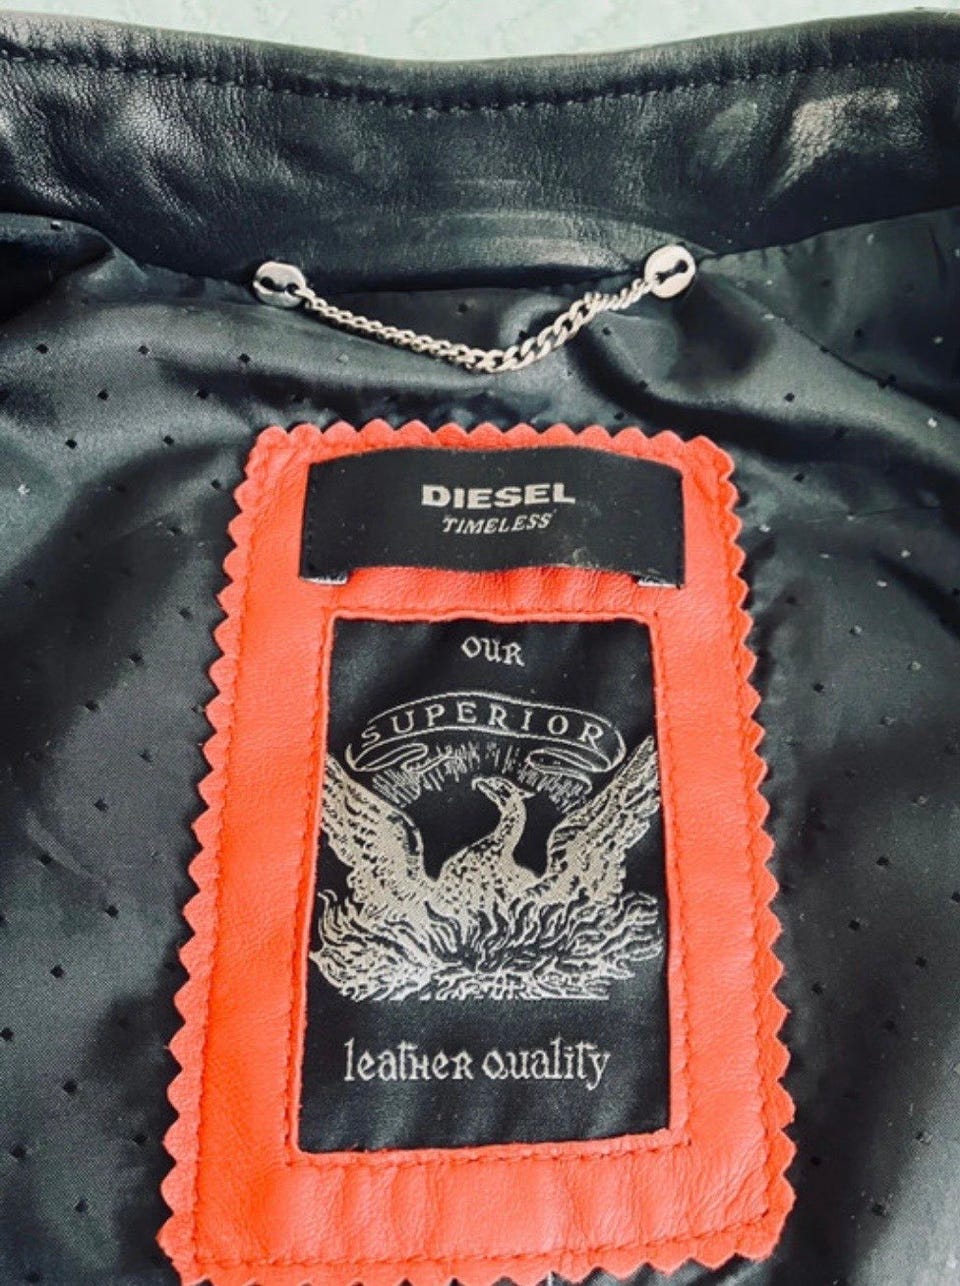 DIESEL
'TIMELESS'
OUR
SUPERIOR
leather quality